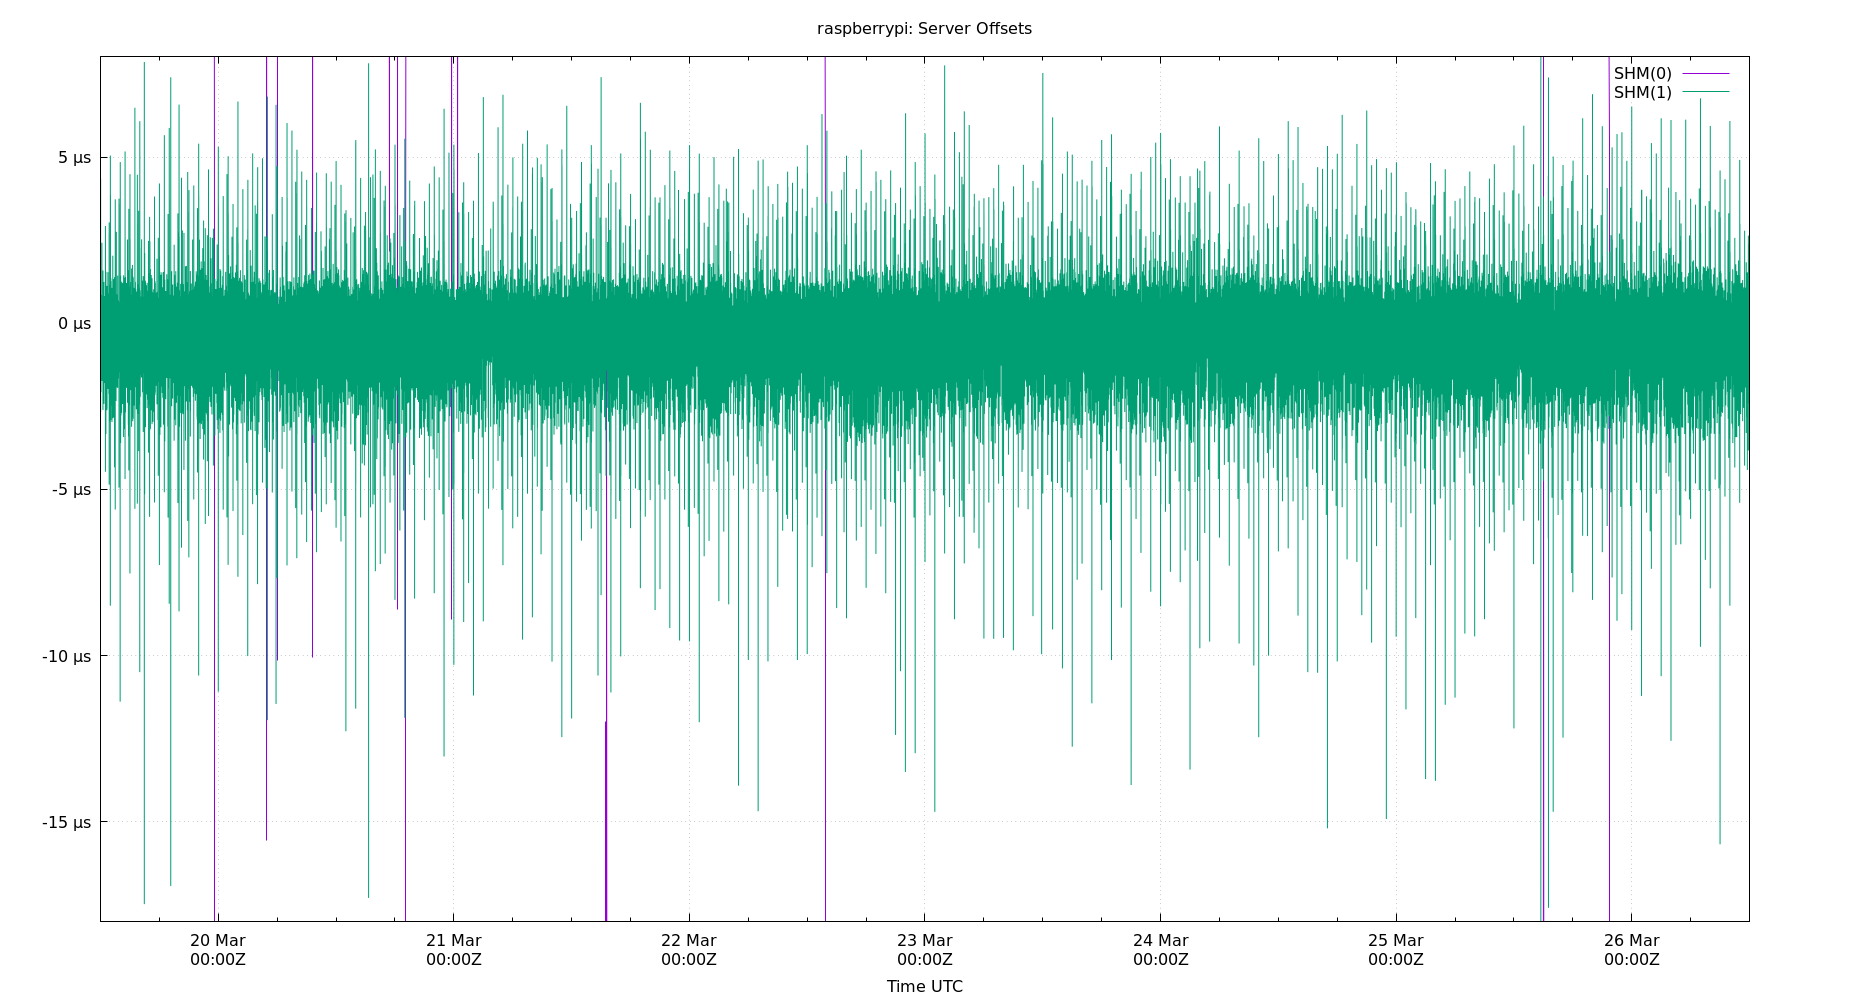 raspberrypi: Server Offsets
SHM(0)
SHM(1)
5 µs
0 µs
-5 µs
-10 µs
-15 µs
20 Mar 21 Mar 22 Mar 23 Mar 24 Mar 25 Mar 26 Mar
00:00Z 00:00Z 00:00Z 00:00Z 00:00Z 00:00Z 00:00Z
Time UTC